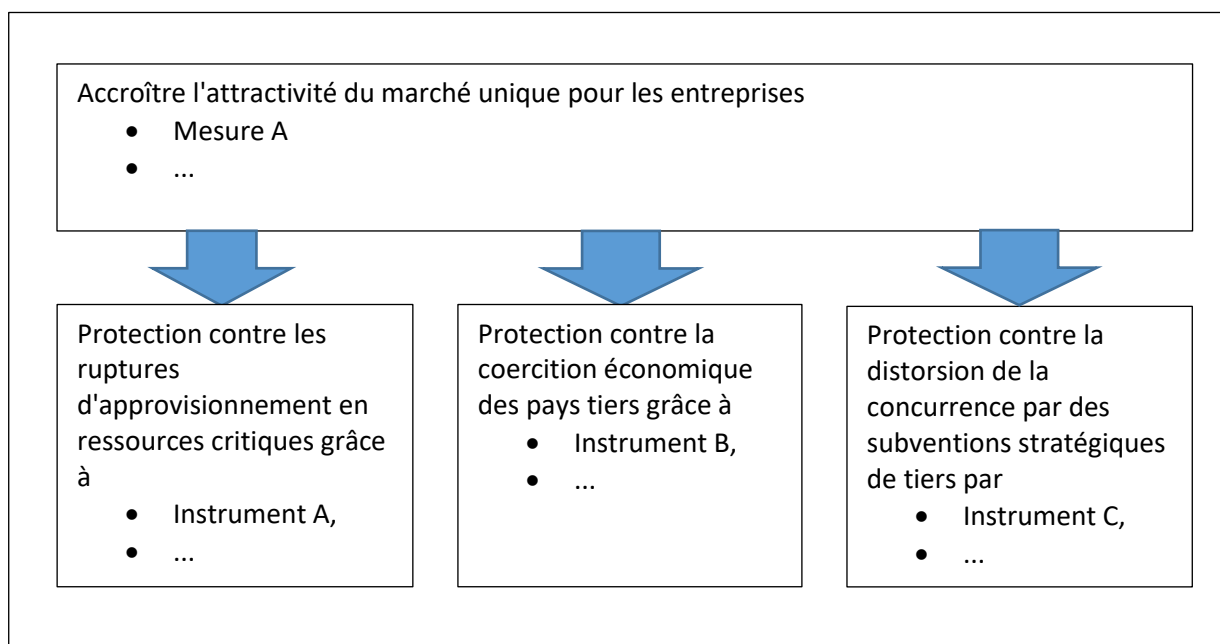 Accroître l'attractivité du marché unique pour les entreprises
• Mesure A
• ...
Protection contre les
ruptures
d'approvisionnement en
ressources critiques grâce
à
• Instrument A,
• ...
Protection contre la
coercition économique
des pays tiers grâce à
• Instrument B,
• ...
Protection contre la
distorsion de la
concurrence par des
subventions stratégiques
de tiers par
• Instrument C,
• ...